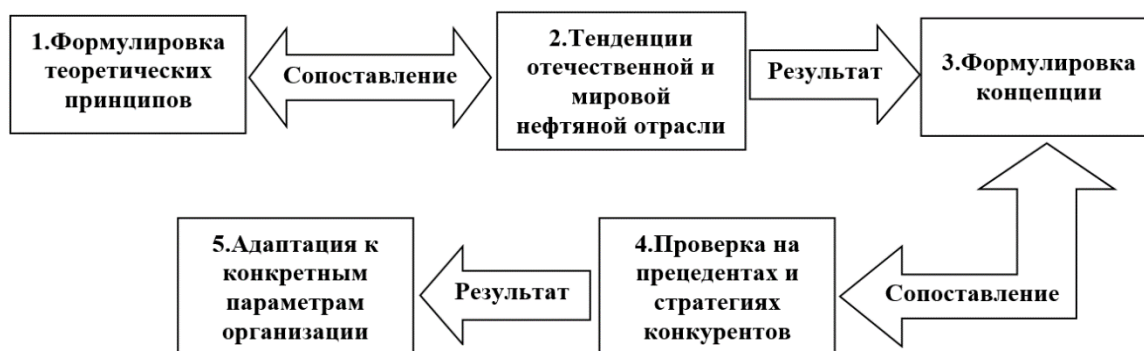 1.Формулировка
теоретических
принципов
Сопоставление
2.Тенденции
отечественной и
мировой
нефтяной отрасли
Результат
3.Формулировка
концепции
5.Адаптация к
конкретным
параметрам
организации
Результат
4.Проверка на
прецедентах и
стратегиях
конкурентов
Сопоставление